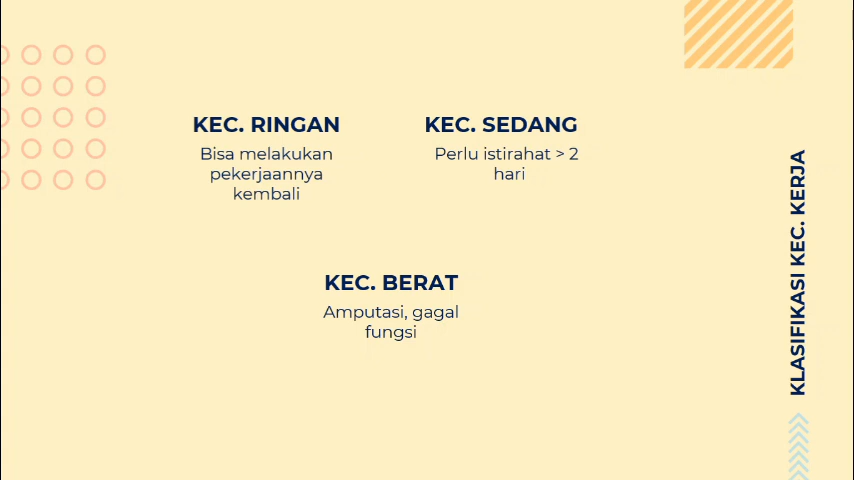 KEC. RINGAN
Bisa melakukan
pekerjaannya
kembali
KEC. SEDANG
Perlu istirahat > 2
hari
KEC. BERAT
Amputasi, gagal
fungsi
KLASIFIKASI KEC. KERJA